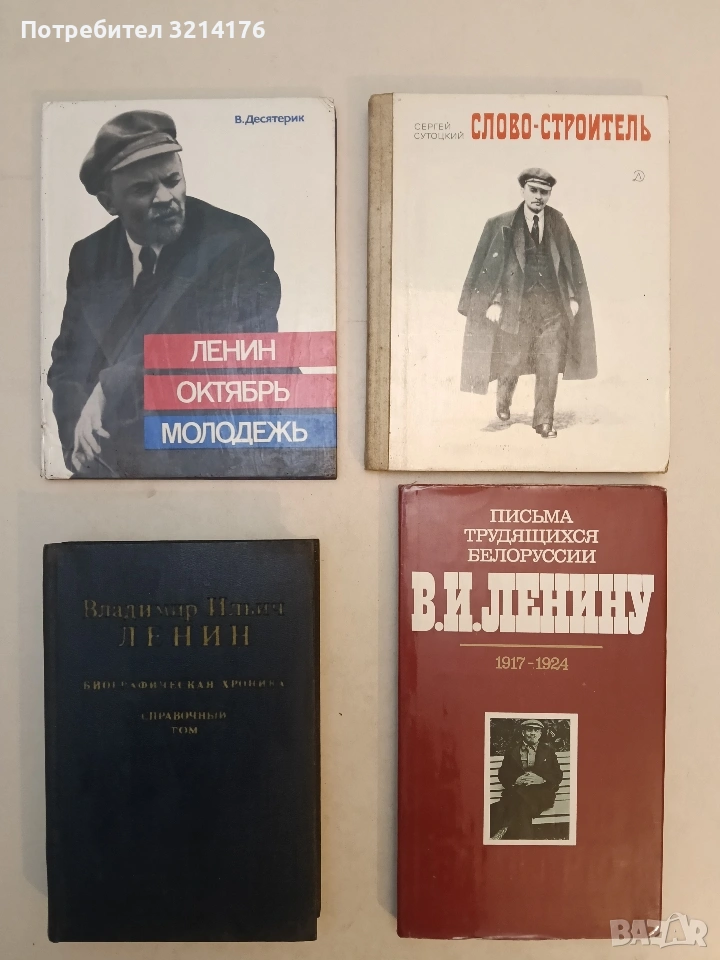 Потребител 3214176
В.Десятерик
ЛЕНИН
ОКТЯБРЬ
МОЛОДЕЖЬ
СЕРГЕЙ
СУТОЦКИЙ
СЛОВО-СТРОИТЕЛЬ
Владимир Ильич
ЛЕНИН
БИОГРАФИЧЕСКАЯ ХРОНИКА
СПРАВОЧНЫЙ
ТОМ
ПИСЬМА
ТРУДЯЩИХСЯ
БЕЛОРУССИИ
В.И.ЛЕНИНУ
1917-1924
BAZAR